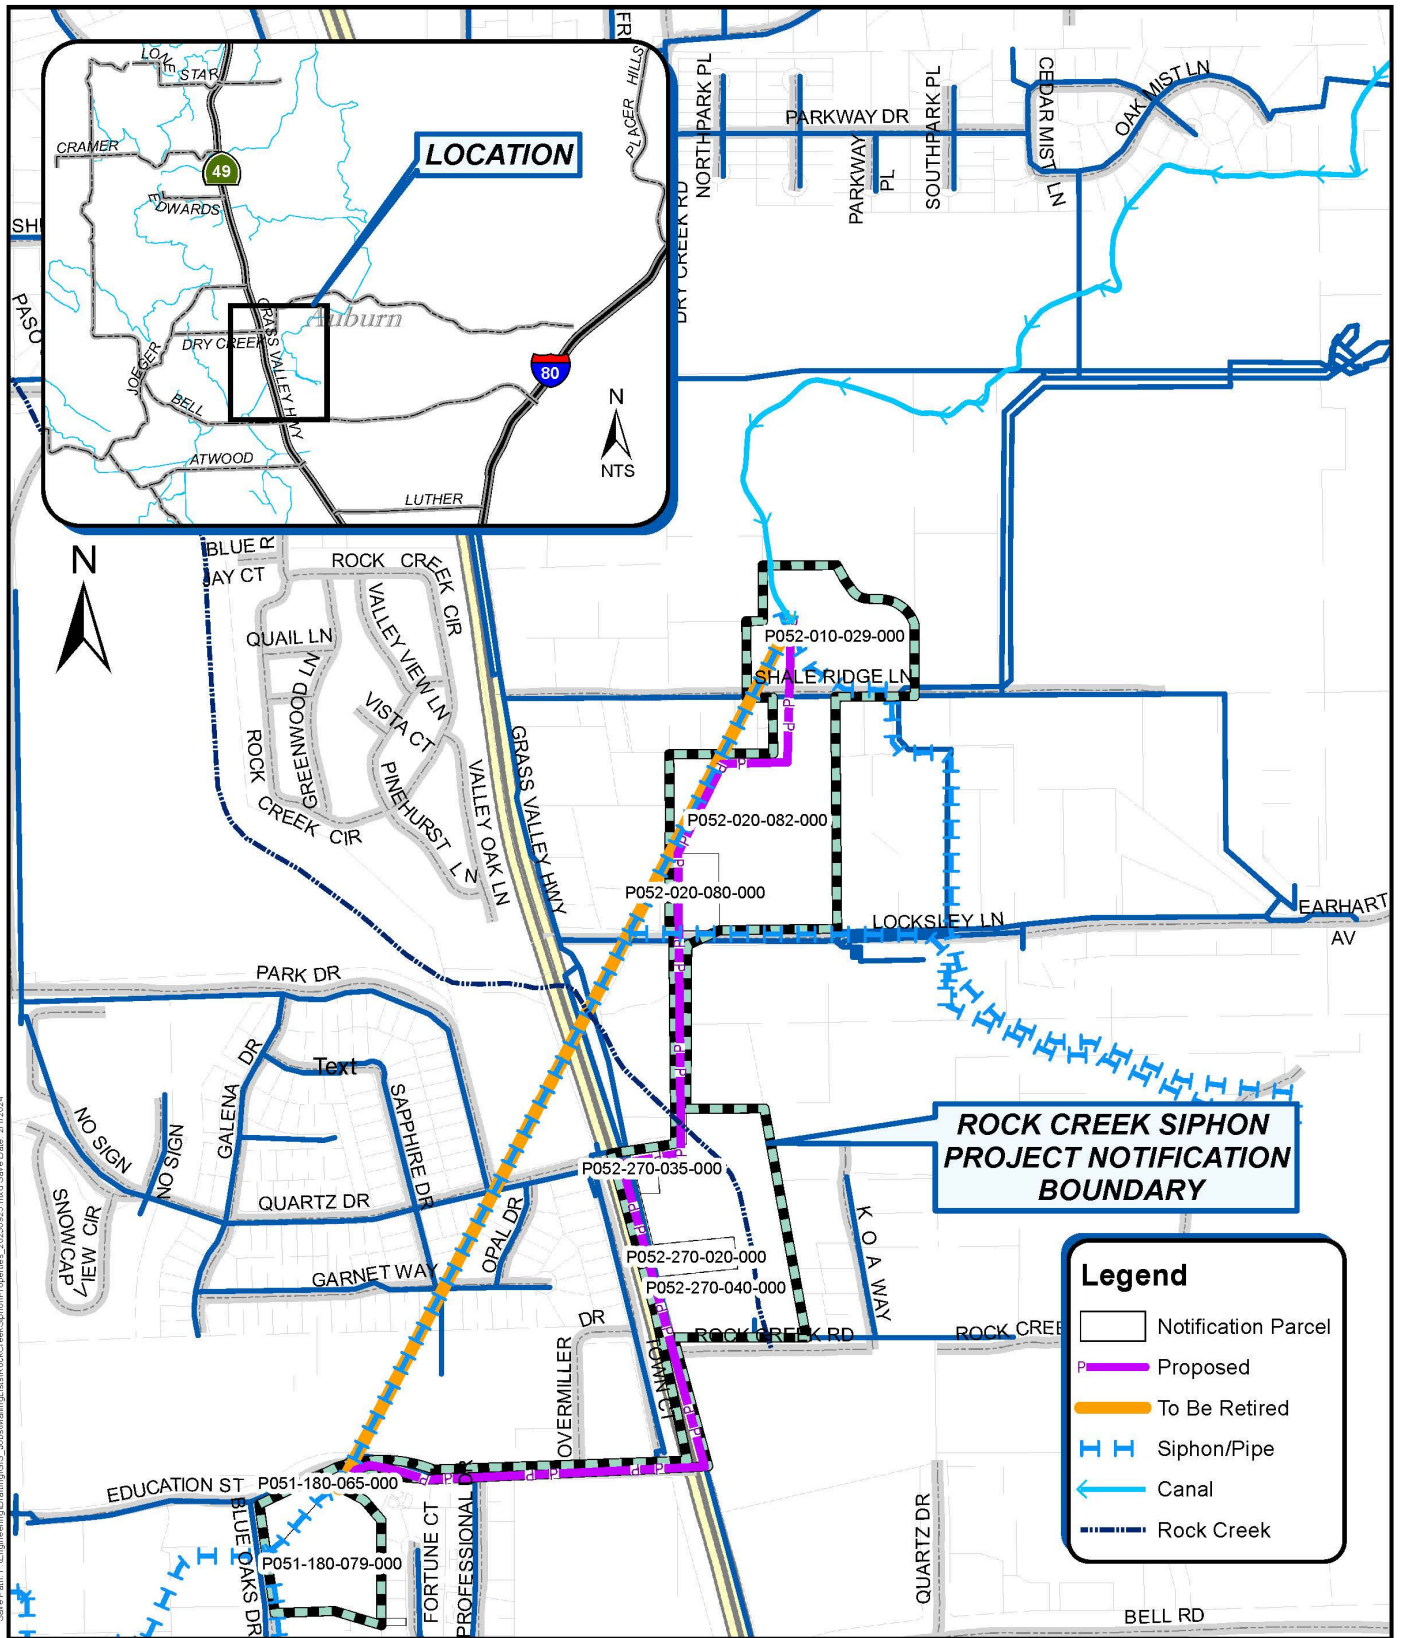 FR
LONE
STAR
CRAMER
49
EDWARDS
LOCATION
PLACER HILLS
GRASS VALLEY HWY
Auburn
DRY CREEK
JOEGER
BELL
80
N
NTS
ATWOOD
LUTHER
SH
PASO
DRY CREEK RD
NORTHPARK PL
PARKWAY DR
PARKWAY
PL
SOUTHPARK PL
CEDAR MIST LN
OAK MIST LN
N
BLUE
JAY CT
R
ROCK CREEK CIR
QUAIL LN
VALLEY VIEW LN
GREENWOOD LN
VISTA CT
ROCK
CREEK CIR
PINEHURST LN
VALLEY OAK LN
GRASS VALLEY HWY
P052-010-029-000
SHALE RIDGE LN
P052-020-082-000
P052-020-080-000
LOCKSLEY LN
EARHART
AV
PARK DR
Text
GALENA DR
SAPPHIRE DR
NO SIGN
NO SIGN
SNOWCAP
VIEW CIR
QUARTZ DR
OPAL DR
GARNET WAY
P052-270-035-000
P052-270-020-000
P052-270-040-000
ROCK CREEK SIPHON
PROJECT NOTIFICATION
BOUNDARY
K O A WAY
ROCK CREEK RD
ROCK CREE
OVERMILLER DR
TOWN CT
EDUCATION ST
P051-180-065-000
P051-180-079-000
BLUE OAKS DR
FORTUNE CT
PROFESSIONAL DR
QUARTZ DR
BELL RD
Legend
Notification Parcel
P
Proposed
To Be Retired
Siphon/Pipe
Canal
Rock Creek